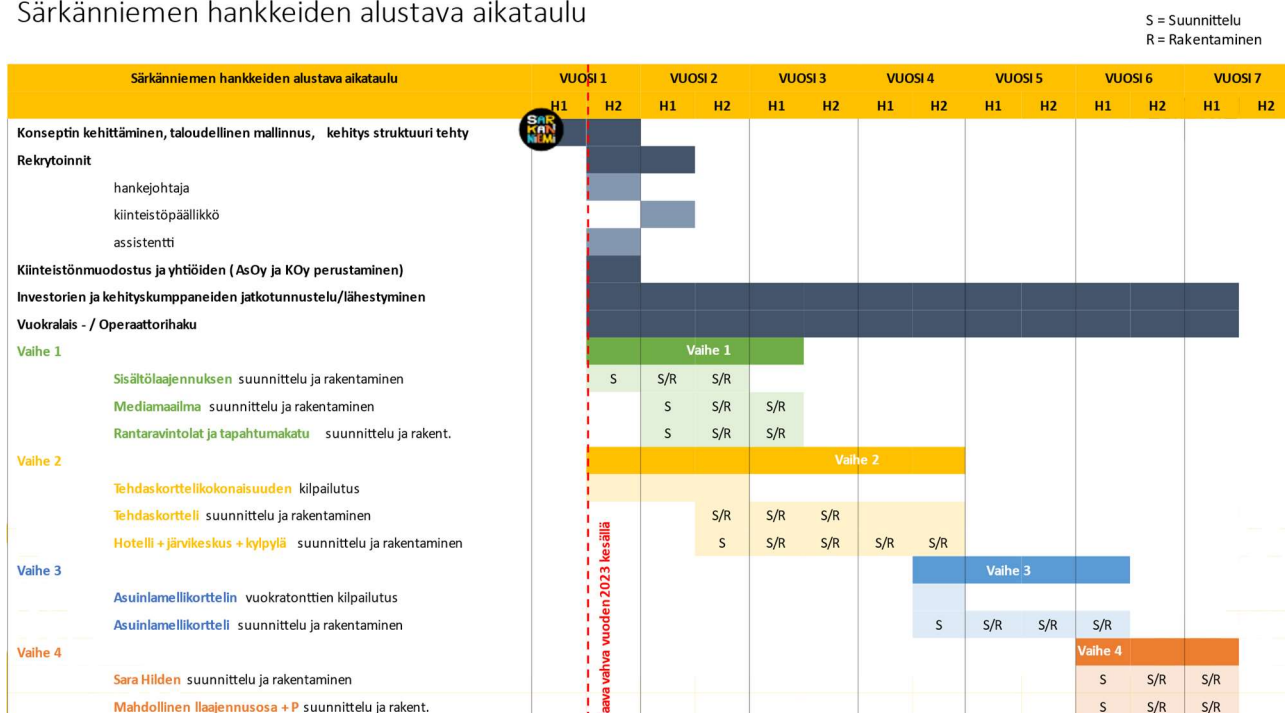 Särkänniemen hankkeiden alustava aikataulu
S = Suunnittelu
R = Rakentaminen
Särkänniemen hankkeiden alustava aikataulu VUOSI 1 VUOSI 2 VUOSI 3 VUOSI 4 VUOSI 5 VUOSI 6 VUOSI 7
H1 H2 H1 H2 H1 H2 H1 H2 H1 H2 H1 H2 H1 H2
SÄR
KÄN
NIEMI
Konseptin kehittäminen, taloudellinen mallinnus, kehitys struktuuri tehty
Rekrytoinnit
hankejohtaja
kiinteistöpäällikkö
assistentti
Kiinteistönmuodostus ja yhtiöiden (AsOy ja KOy perustaminen)
Investorien ja kehityskumppaneiden jatkotunnustelu/lähestyminen
Vuokralais - / Operaattorihaku
Vaihe 1 Vaihe 1
Sisältölaajennuksen suunnittelu ja rakentaminen S S/R S/R
Mediamaailma suunnittelu ja rakentaminen S S/R S/R
Rantaravintolat ja tapahtumakatu suunnittelu ja rakent. S S/R S/R
Vaihe 2 Vaihe 2
Tehdaskorttelikokonaisuuden kilpailutus
Tehdaskortteli suunnittelu ja rakentaminen S/R S/R S/R
Hotelli + järvikeskus + kylpylä suunnittelu ja rakentaminen S S/R S/R S/R S/R
Vaihe 3 Vaihe 3
Asuinlamellikorttelin vuokratonttien kilpailutus
Asuinlamellikortteli suunnittelu ja rakentaminen S S/R S/R S/R
Vaihe 4 Vaihe 4
Sara Hilden suunnittelu ja rakentaminen S S/R S/R
Mahdollinen llaajennusosa + P suunnittelu ja rakent. S S/R S/R
vahva vuoden 2023 kesällä